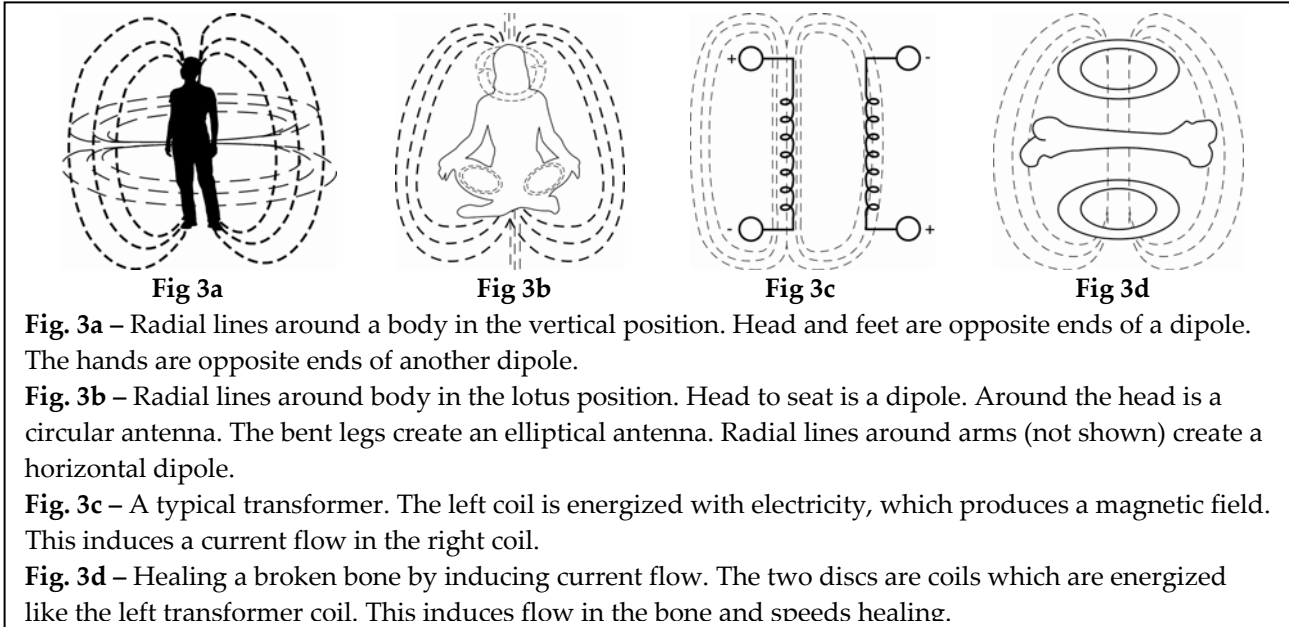 + - - +
Fig 3a Fig 3b Fig 3c Fig 3d
Fig. 3a – Radial lines around a body in the vertical position. Head and feet are opposite ends of a dipole.
The hands are opposite ends of another dipole.
Fig. 3b – Radial lines around body in the lotus position. Head to seat is a dipole. Around the head is a
circular antenna. The bent legs create an elliptical antenna. Radial lines around arms (not shown) create a
horizontal dipole.
Fig. 3c – A typical transformer. The left coil is energized with electricity, which produces a magnetic field.
This induces a current flow in the right coil.
Fig. 3d – Healing a broken bone by inducing current flow. The two discs are coils which are energized
like the left transformer coil. This induces flow in the bone and speeds healing.